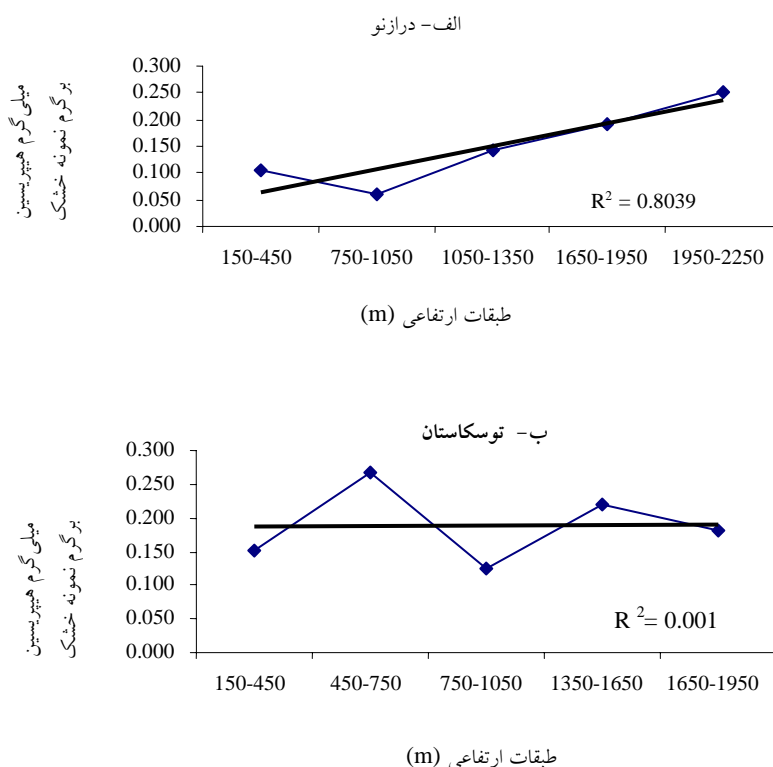 الف- درازنو
میلی گرم هیپریسین
بر گرم نمونه خشک
0.300
0.250
0.200
0.150
0.100
0.050
0.000
R² = 0.8039
150-450 750-1050 1050-1350 1650-1950 1950-2250
طبقات ارتفاعی (m)
ب- توسکاستان
میلی گرم هیپریسین
بر گرم نمونه خشک
0.300
0.250
0.200
0.150
0.100
0.050
0.000
R ²= 0.001
150-450 450-750 750-1050 1350-1650 1650-1950
طبقات ارتفاعی (m)